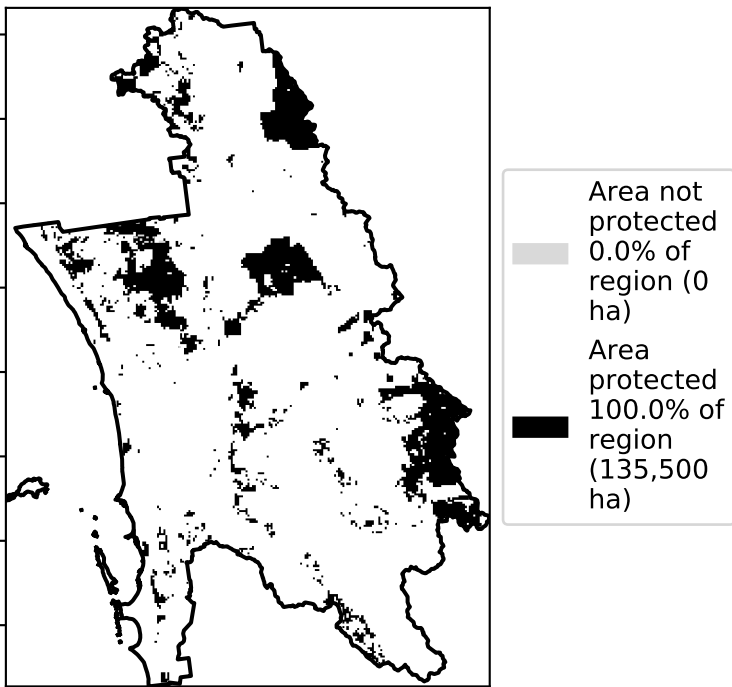 Area not
protected
0.0% of
region (0
ha)
Area
protected
100.0% of
region
(135,500
ha)